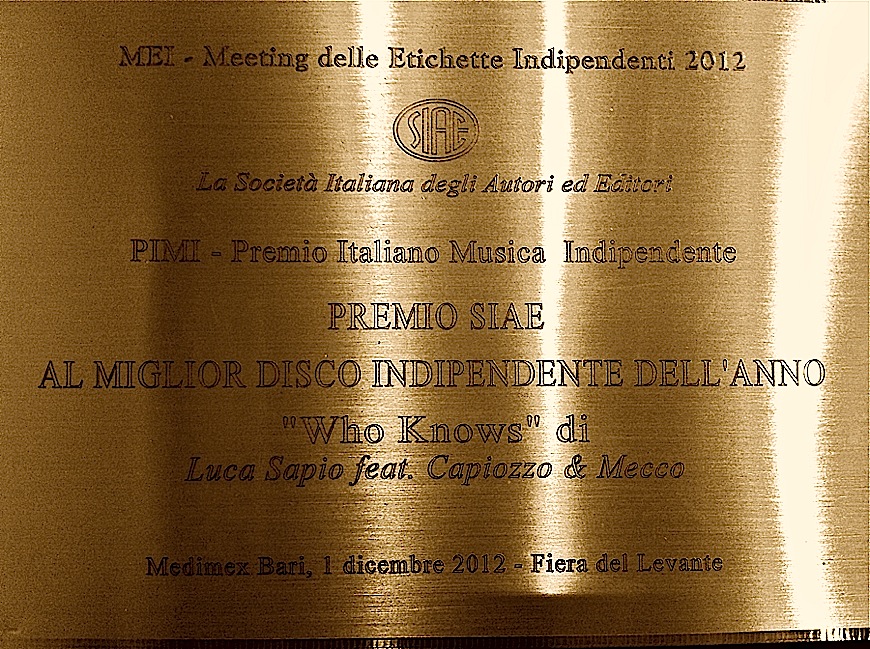 MEI - Meeting delle Etichette Indipendenti 2012
SIAE
La Società Italiana degli Autori ed Editori
PIMI - Premio Italiano Musica Indipendente
PREMIO SIAE
AL MIGLIOR DISCO INDIPENDENTE DELL'ANNO
"Who Knows" di
Luca Sapio feat. Capiozzo & Mecco
Medimex Bari, 1 dicembre 2012 - Fiera del Levante